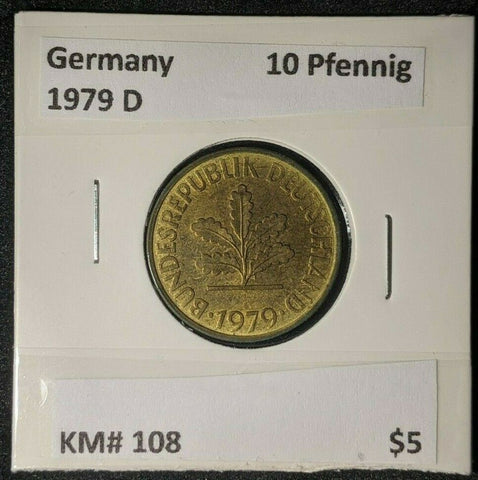 Germany 10 Pfennig
1979 D
BUNDESREPUBLIK DEUTSCHLAND
1979
KM# 108 $5